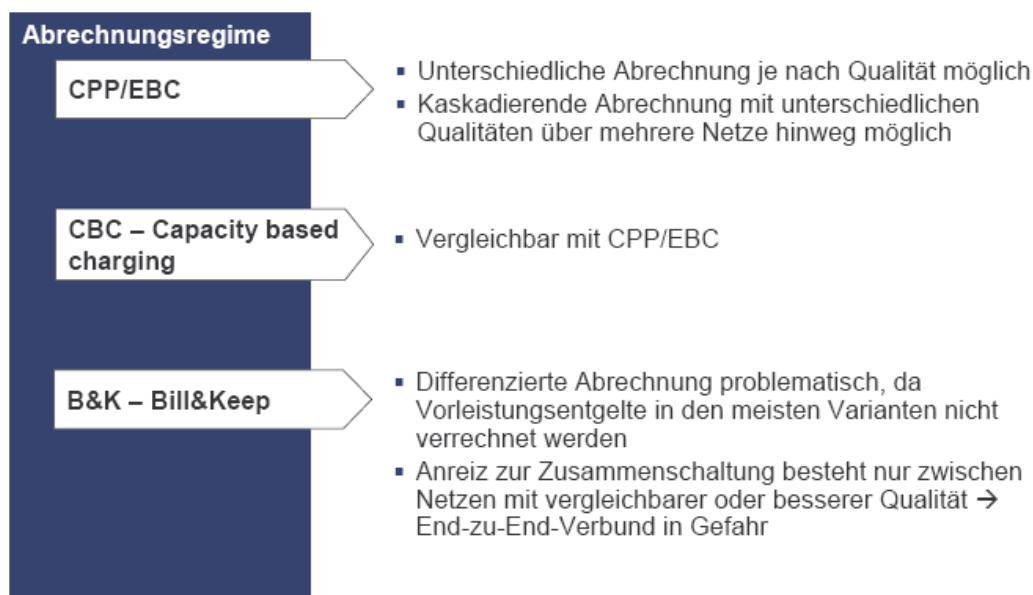 Abrechnungsregime
CPP/EBC
▪ Unterschiedliche Abrechnung je nach Qualität möglich
▪ Kaskadierende Abrechnung mit unterschiedlichen
Qualitäten über mehrere Netze hinweg möglich
CBC – Capacity based
charging
▪ Vergleichbar mit CPP/EBC
B&K – Bill&Keep
▪ Differenzierte Abrechnung problematisch, da
Vorleistungsentgelte in den meisten Varianten nicht
verrechnet werden
▪ Anreiz zur Zusammenschaltung besteht nur zwischen
Netzen mit vergleichbarer oder besserer Qualität →
End-zu-End-Verbund in Gefahr